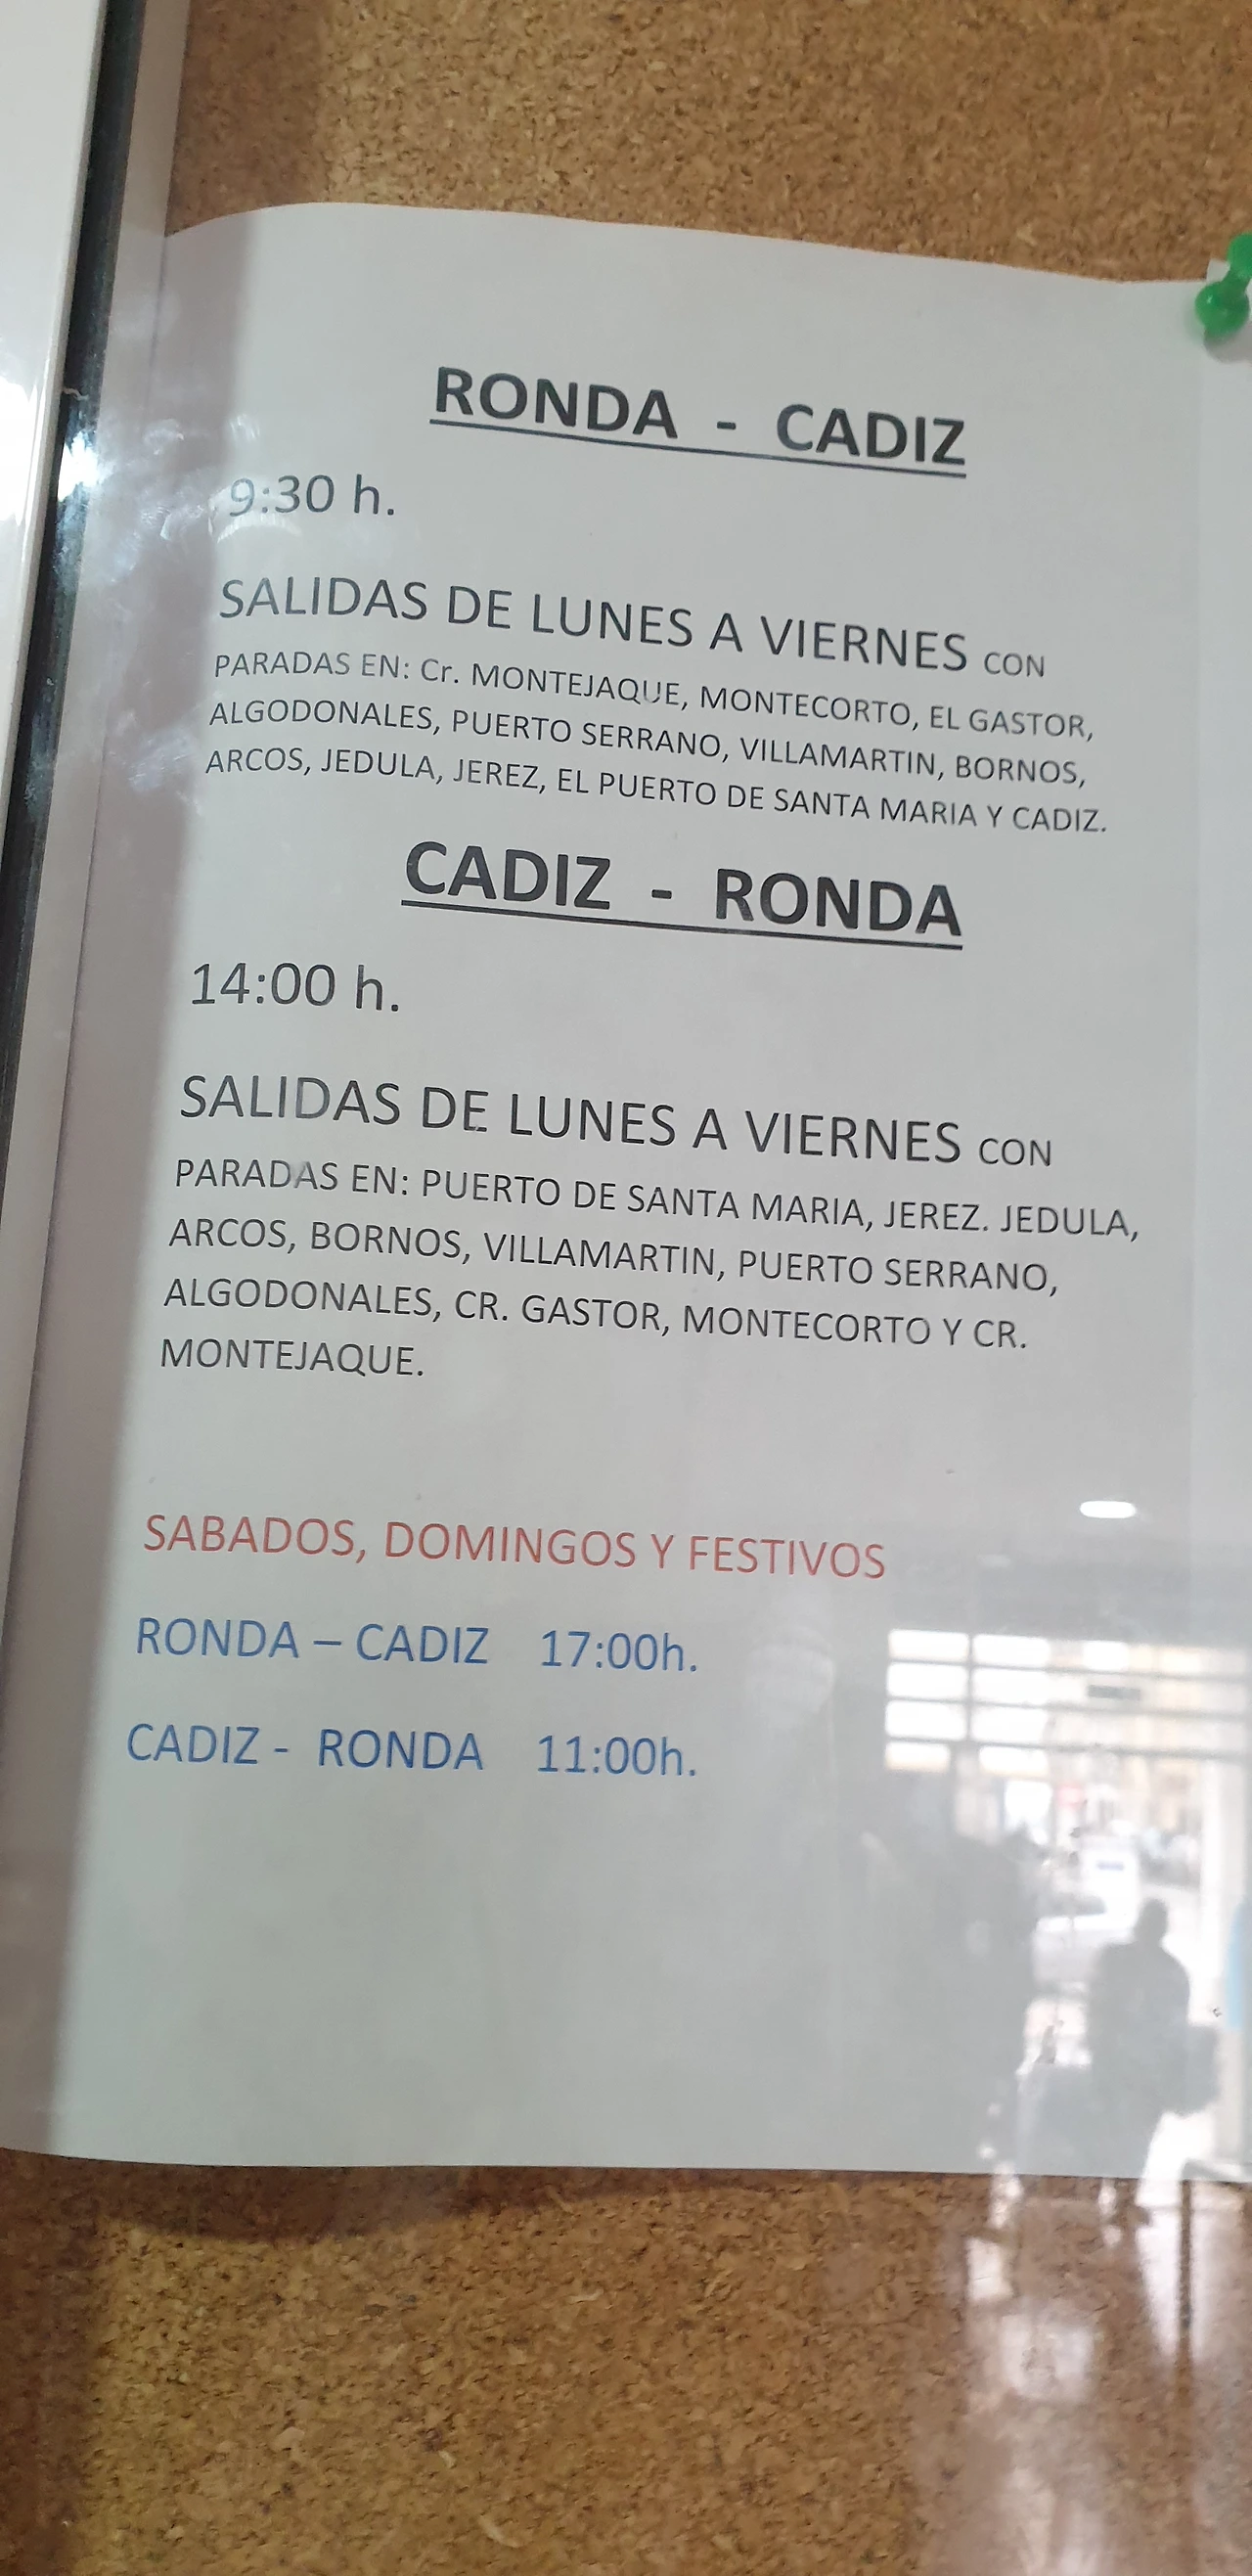 RONDA - CADIZ
9:30 h.
SALIDAS DE LUNES A VIERNES CON
PARADAS EN: Cr. MONTEJAQUE, MONTECORTO, EL GASTOR,
ALGODONALES, PUERTO SERRANO, VILLAMARTIN, BORNOS,
ARCOS, JEDULA, JEREZ, EL PUERTO DE SANTA MARIA Y CADIZ.
CADIZ - RONDA
14:00 h.
SALIDAS DE LUNES A VIERNES CON
PARADAS EN: PUERTO DE SANTA MARIA, JEREZ. JEDULA,
ARCOS, BORNOS, VILLAMARTIN, PUERTO SERRANO,
ALGODONALES, CR. GASTOR, MONTECORTO Y CR.
MONTEJAQUE.
SABADOS, DOMINGOS Y FESTIVOS
RONDA – CADIZ 17:00h.
CADIZ - RONDA 11:00h.